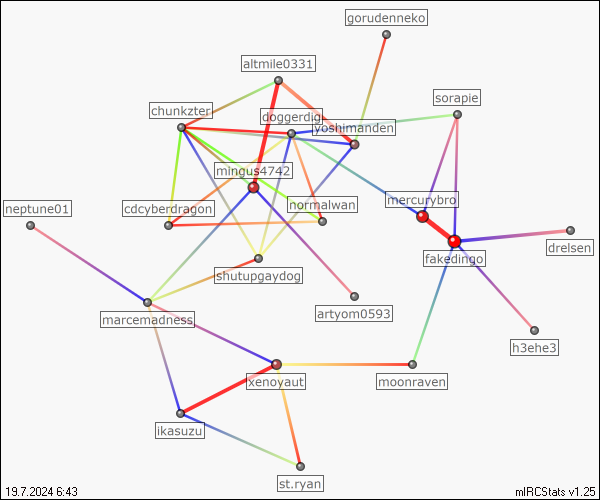 gorudenneko
altmile0331
sorapie
chunkzter
doggerdig
yoshimanden
mingus4742
mercurybro
neptune01
cdcyberdragon
normalwan
drelsen
fakedingo
shutupgaydog
artyom0593
marcemadness
h3ehe3
xenoyaut
moonraven
ikasuzu
st.ryan
19.7.2024 6:43
mIRCStats v1.25